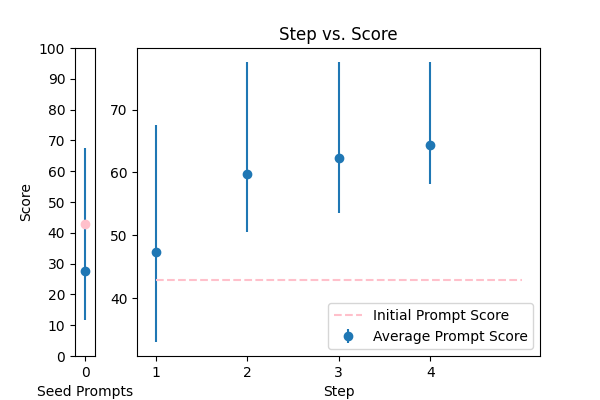 Step vs. Score
Score
100
90
80
70
60
50
40
30
20
10
0
0
Seed Prompts
70
60
50
40
1 2 3 4
Step
Initial Prompt Score
Average Prompt Score